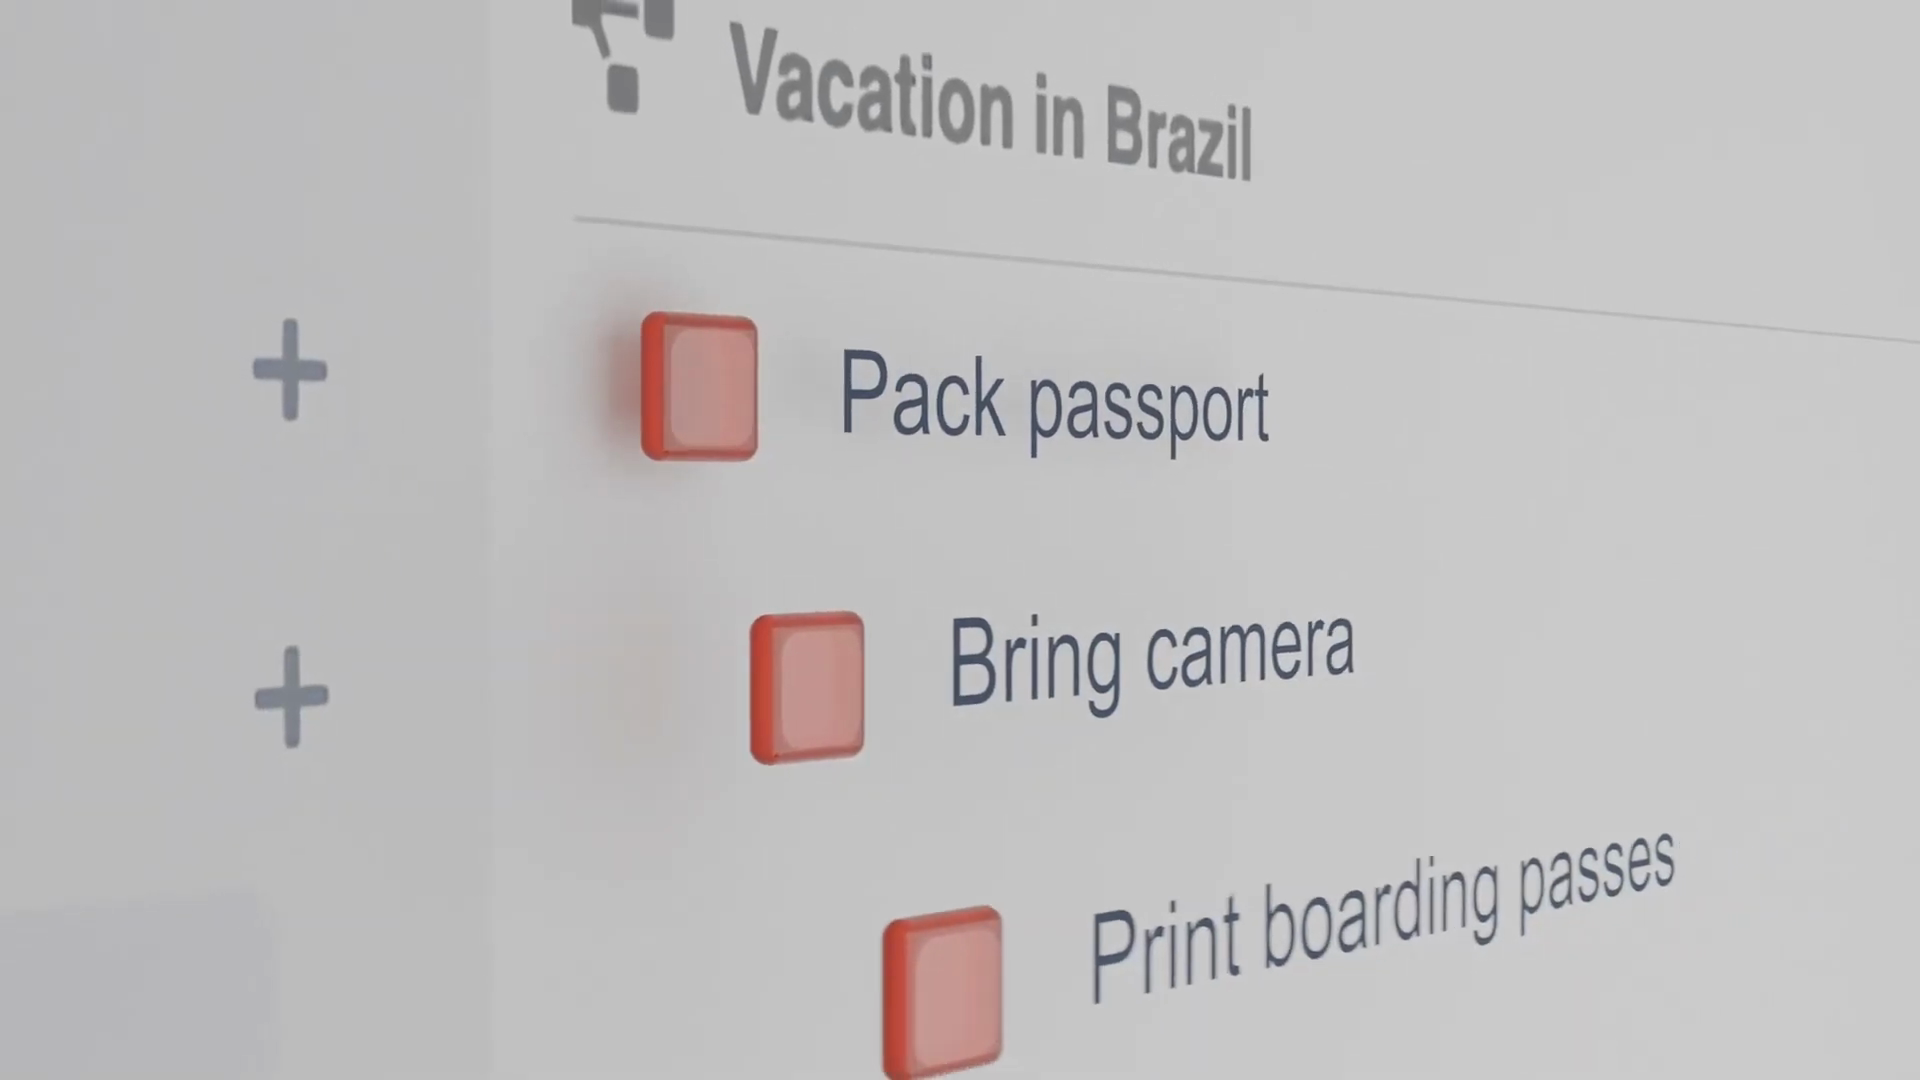 Vacation in Brazil
Pack passport
Bring camera
Print boarding passes